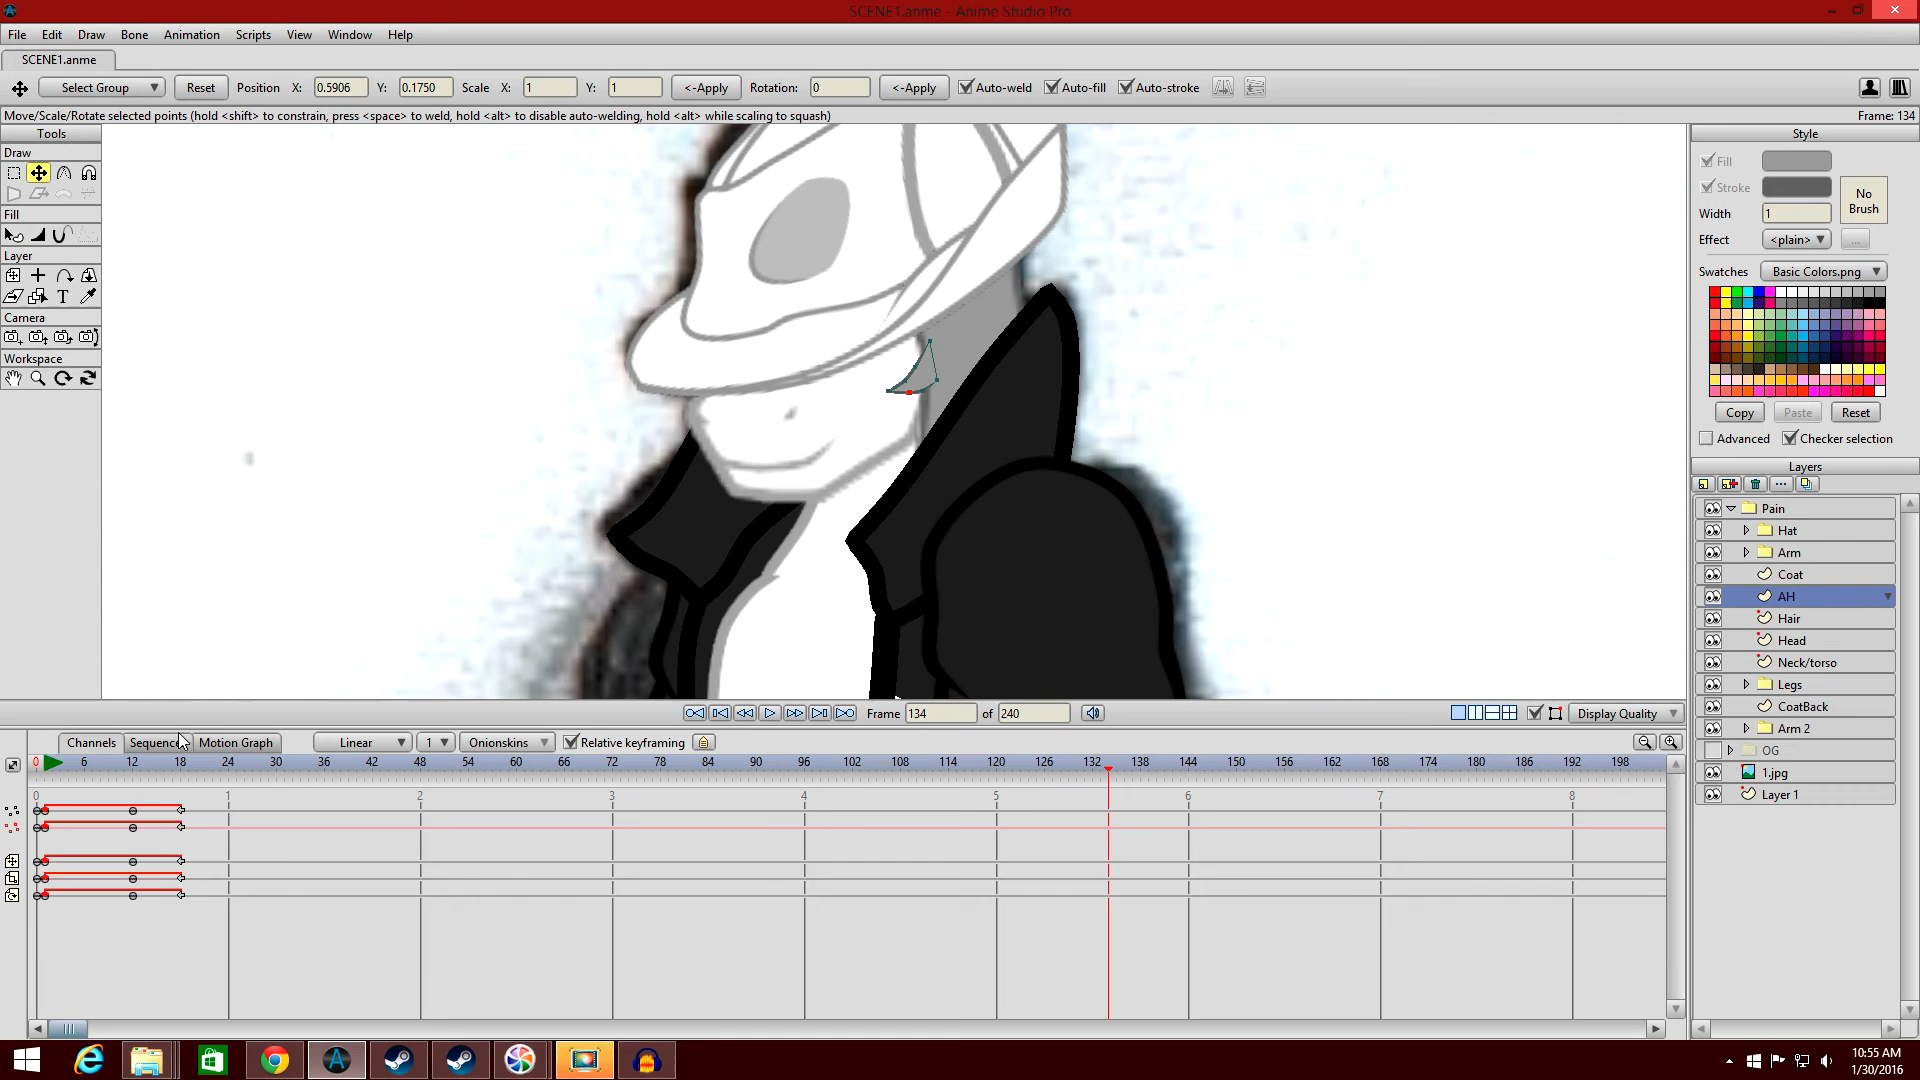 SCENE1.anme - Anime Studio Pro
File Edit Draw Bone Animation Scripts View Window Help
SCENE1.anme
Select Group Reset Position X: 0.5906 Y: 0.1750 Scale X: 1 Y: 1 <-Apply Rotation: 0 <-Apply Auto-weld Auto-fill Auto-stroke
Move/Scale/Rotate selected points (hold <shift> to constrain, press <space> to weld, hold <alt> to disable auto-welding, hold <alt> while scaling to squash) Frame: 134
Tools
Draw
Fill
Layer
T
Camera
Workspace
Style
Fill
Stroke
No
Brush
Width 1
Effect <plain> ...
Swatches Basic Colors.png
Copy Paste Reset
Advanced Checker selection
Layers
Pain
Hat
Arm
Coat
AH
Hair
Head
Neck/torso
Legs
CoatBack
Arm 2
OG
1.jpg
Layer 1
Frame 134 of 240 Display Quality
Channels Sequence Motion Graph Linear 1 Onionskins Relative keyframing
0 6 12 18 24 30 36 42 48 54 60 66 72 78 84 90 96 102 108 114 120 126 132 138 144 150 156 162 168 174 180 186 192 198
0 1 2 3 4 5 6 7 8
10:55 AM
1/30/2016